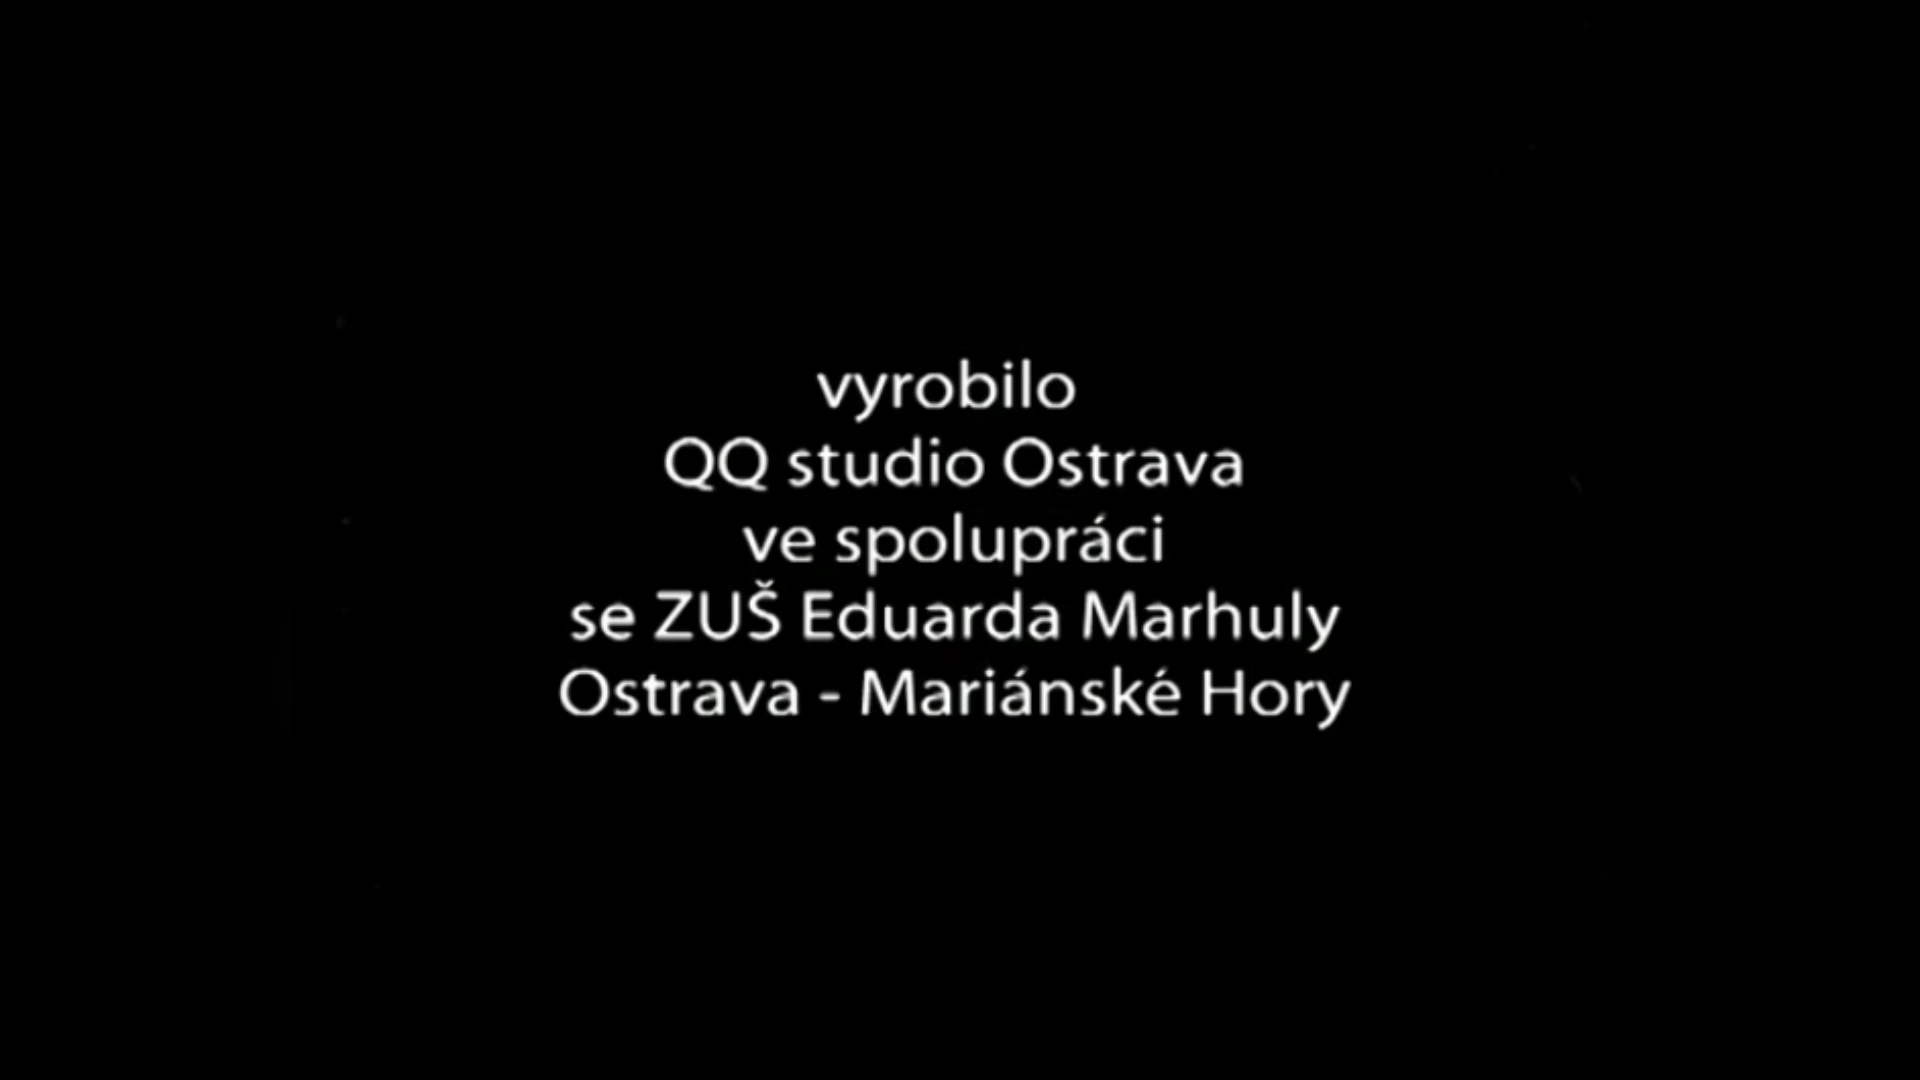 vyrobilo
QQ studio Ostrava
ve spolupráci
se ZUŠ Eduarda Marhuly
Ostrava - Mariánské Hory